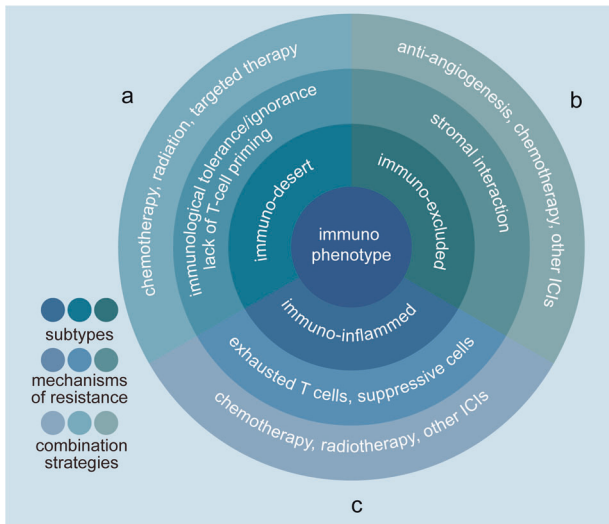 a
chemotherapy, radiation, targeted therapy
immunological tolerance/ignorance
lack of T-cell priming
immuno-desert
b
anti-angiogenesis, chemotherapy, other ICIs
stromal interaction
immuno-excluded
immuno
phenotype
immuno-inflammed
exhausted T cells, suppressive cells
chemotherapy, radiotherapy, other ICIs
c
subtypes
mechanisms
of resistance
combination
strategies